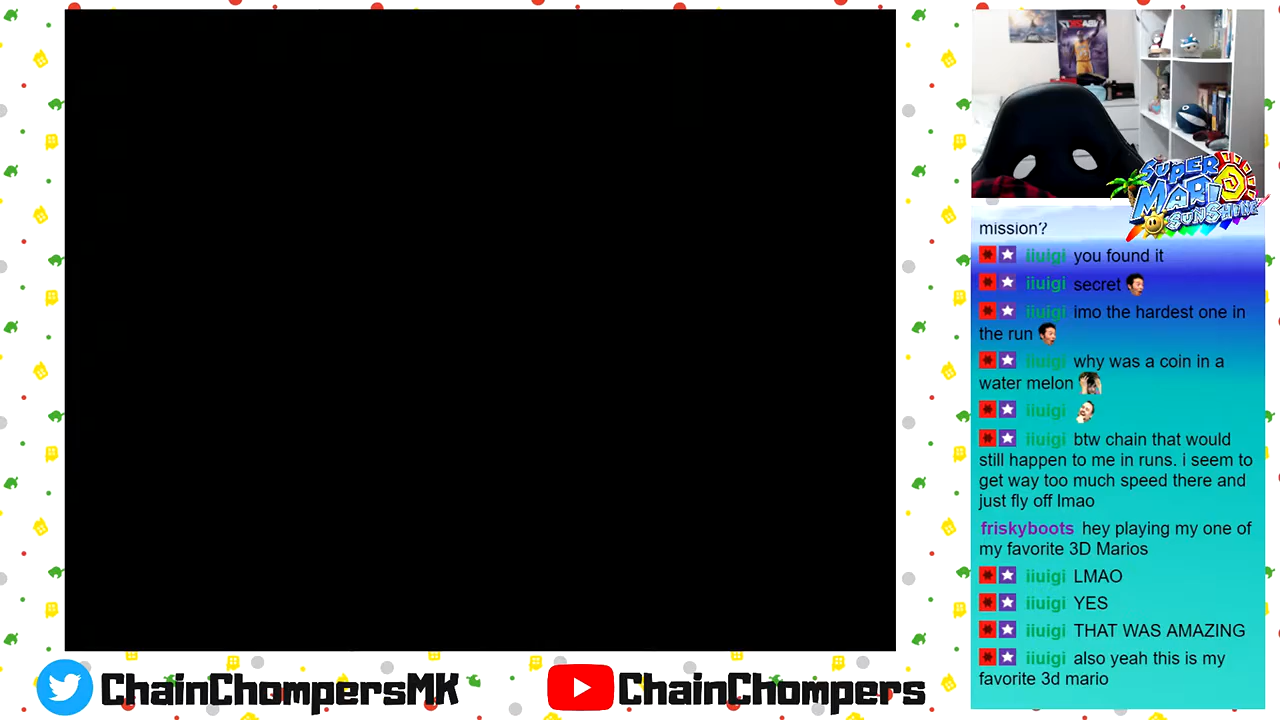 SUPER
MARIO
SUNSHINE
mission?
iiuigi you found it
iiuigi secret
iiuigi imo the hardest one in
the run
iiuigi why was a coin in a
water melon
iiuigi
iiuigi btw chain that would
still happen to me in runs. i seem to
get way too much speed there and
just fly off lmao
friskyboots hey playing my one of
my favorite 3D Marios
iiuigi LMAO
iiuigi YES
iiuigi THAT WAS AMAZING
iiuigi also yeah this is my
favorite 3d mario
ChainChompersMK
ChainChompers